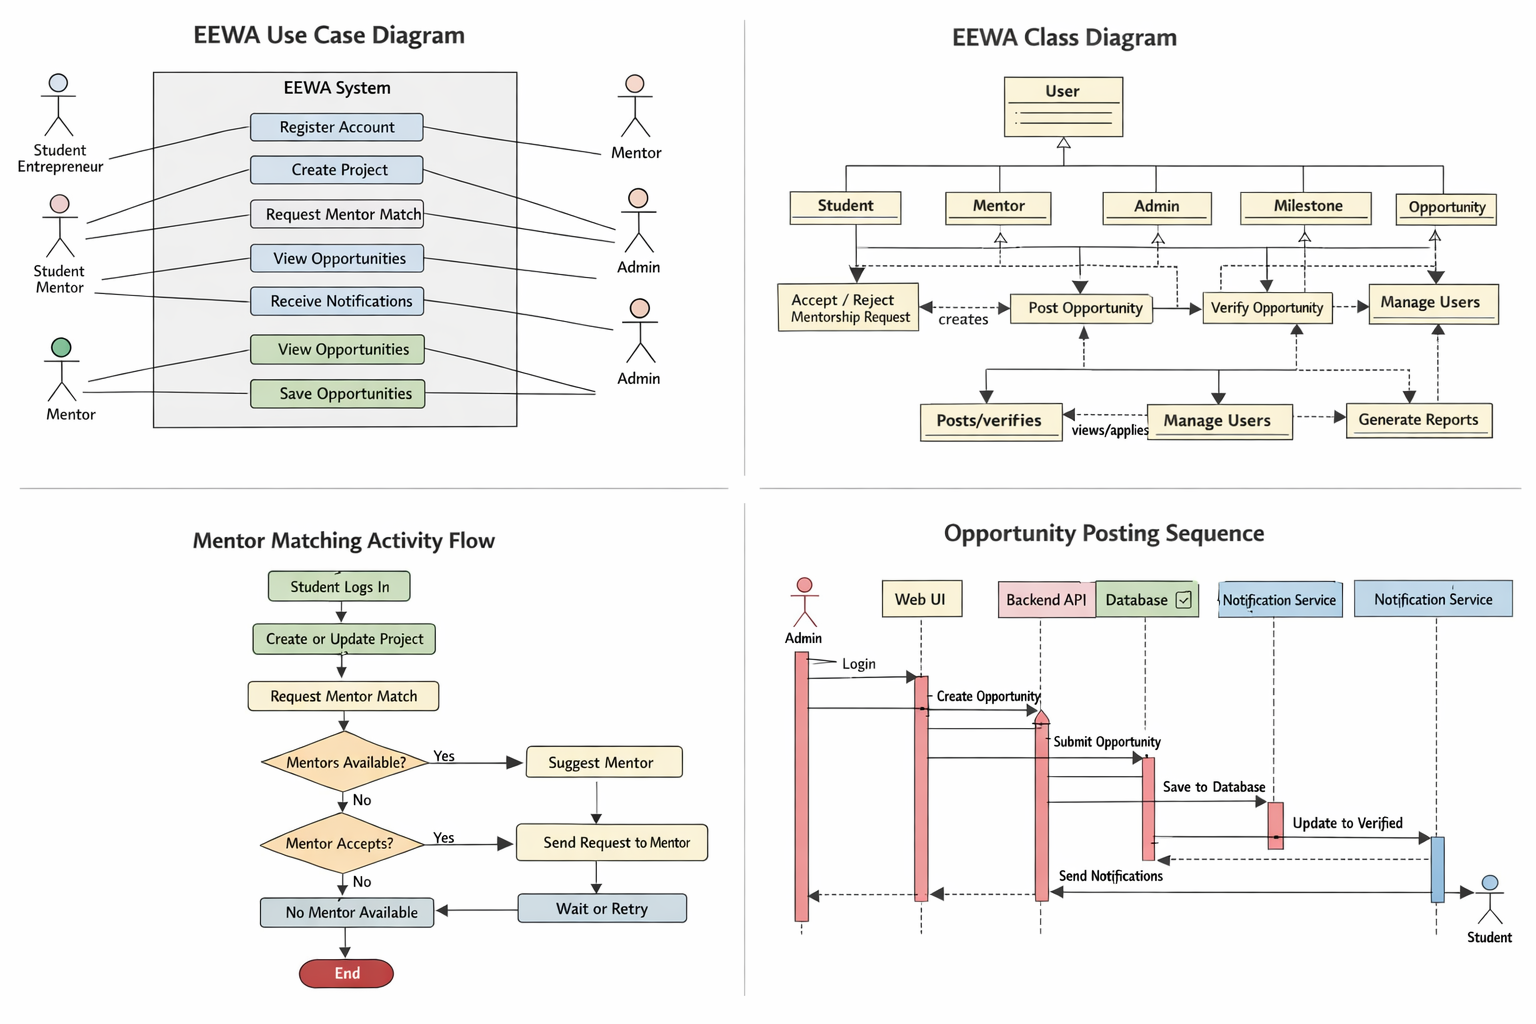 EEWA Use Case Diagram
EEWA System
Student
Entrepreneur
Student
Mentor
Mentor
Register Account
Create Project
Request Mentor Match
View Opportunities
Receive Notifications
View Opportunities
Save Opportunities
Mentor
Admin
Admin
EEWA Class Diagram
User
Student
Mentor
Admin
Milestone
Opportunity
Accept / Reject
Mentorship Request
creates
Post Opportunity
Verify Opportunity
Manage Users
Posts/verifies
views/applies
Manage Users
Generate Reports
Mentor Matching Activity Flow
Student Logs In
Create or Update Project
Request Mentor Match
Mentors Available?
Yes
Suggest Mentor
No
Mentor Accepts?
Yes
Send Request to Mentor
No
No Mentor Available
Wait or Retry
End
Opportunity Posting Sequence
Admin
Web UI
Backend API
Database
Notification Service
Notification Service
Login
Create Opportunity
Submit Opportunity
Save to Database
Update to Verified
Send Notifications
Student